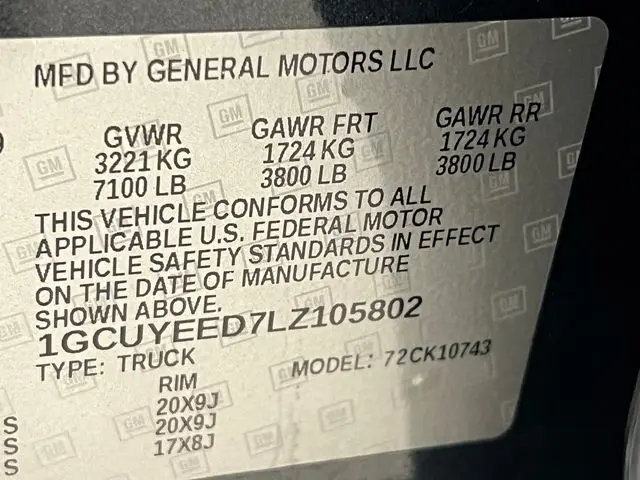 MFD BY GENERAL MOTORS LLC
GVWR GAWR FRT GAWR RR
3221 KG 1724 KG 1724 KG
7100 LB 3800 LB 3800 LB
THIS VEHICLE CONFORMS TO ALL
APPLICABLE U.S. FEDERAL MOTOR
VEHICLE SAFETY STANDARDS IN EFFECT
ON THE DATE OF MANUFACTURE
SHOWN ABOVE.
1GCUYEED7LZ105802
TYPE: TRUCK MODEL: 72CK10743
RIM
S 20X9J
S 20X9J
S 17X8J
GM